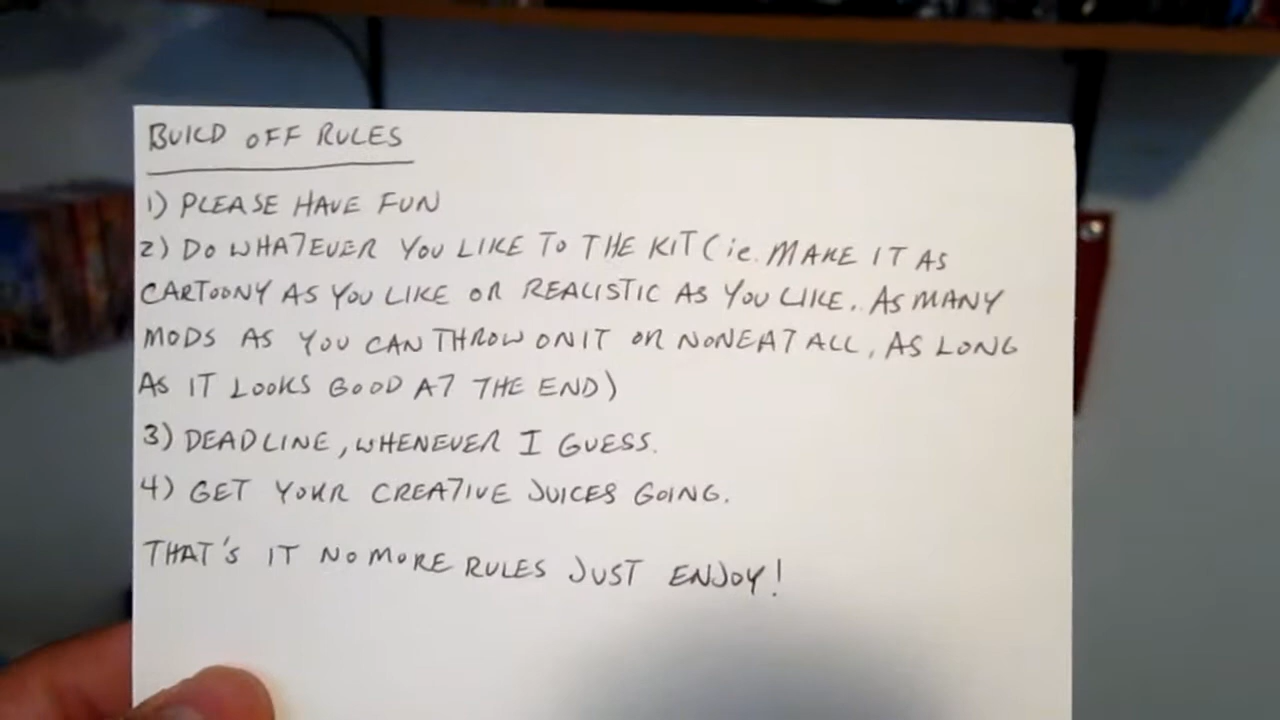 BUILD OFF RULES
1) PLEASE HAVE FUN
2) DO WHATEVER YOU LIKE TO THE KIT (ie. MAKE IT AS
CARTOONY AS YOU LIKE OR REALISTIC AS YOU LIKE.. AS MANY
MODS AS YOU CAN THROW ON IT OR NONE AT ALL, AS LONG
AS IT LOOKS GOOD AT THE END)
3) DEADLINE, WHENEVER I GUESS.
4) GET YOUR CREATIVE JUICES GOING.
THAT'S IT NO MORE RULES JUST ENJOY!